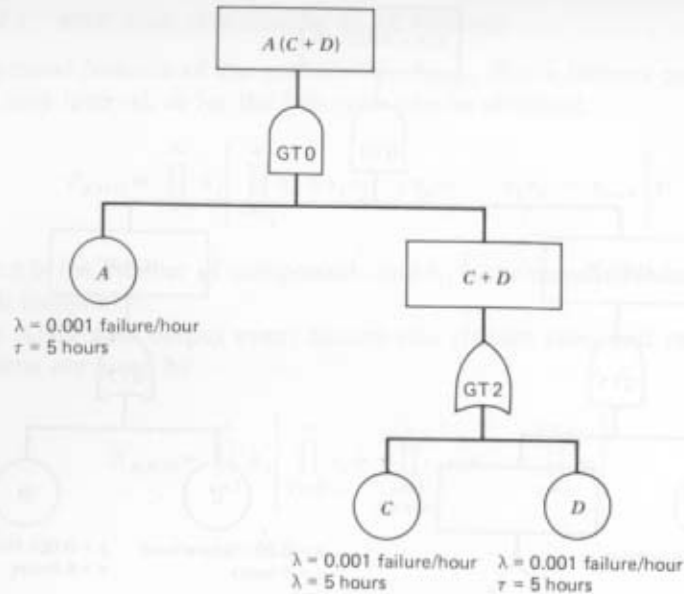 A (C + D)
GT0
A
λ = 0.001 failure/hour
τ = 5 hours
C + D
GT2
C
D
λ = 0.001 failure/hour
λ = 5 hours
λ = 0.001 failure/hour
τ = 5 hours